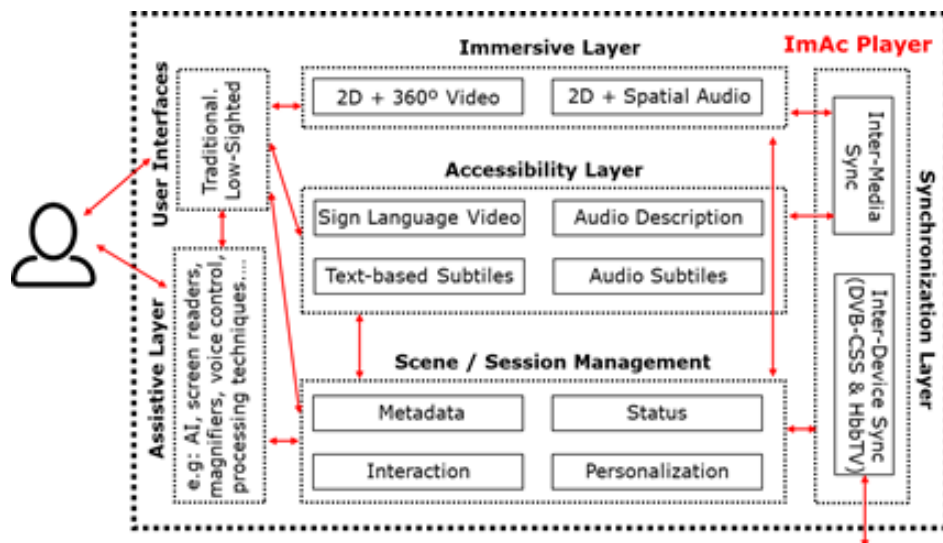 Immersive Layer
ImAc Player
2D + 360º Video
2D + Spatial Audio
User Interfaces
Traditional.
Low-Sighted
Accessibility Layer
Sign Language Video
Audio Description
Text-based Subtiles
Audio Subtiles
Assistive Layer
e.g: AI, screen readers,
magnifiers, voice control,
processing techniques,...
Scene / Session Management
Metadata
Status
Interaction
Personalization
Inter-Media
Sync
Inter-Device Sync
(DVB-CSS & HbbTV)
Synchronization Layer